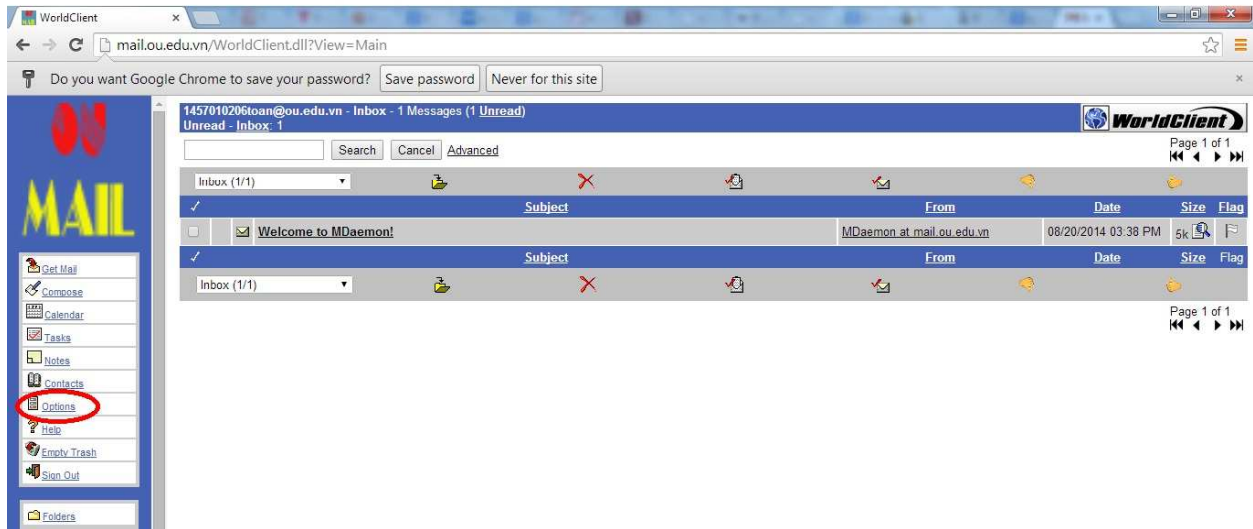 WorldClient
mail.ou.edu.vn/WorldClient.dll?View=Main
Do you want Google Chrome to save your password? Save password Never for this site
OU
MAIL
Get Mail
Compose
Calendar
Tasks
Notes
Contacts
Options
Help
Empty Trash
Sign Out
Folders
1457010206toan@ou.edu.vn - Inbox - 1 Messages (1 Unread)
Unread - Inbox: 1
WorldClient
Search Cancel Advanced
Page 1 of 1
Inbox (1/1)
Subject From Date Size Flag
Welcome to MDaemon! MDaemon at mail.ou.edu.vn 08/20/2014 03:38 PM 5k
Subject From Date Size Flag
Inbox (1/1)
Page 1 of 1